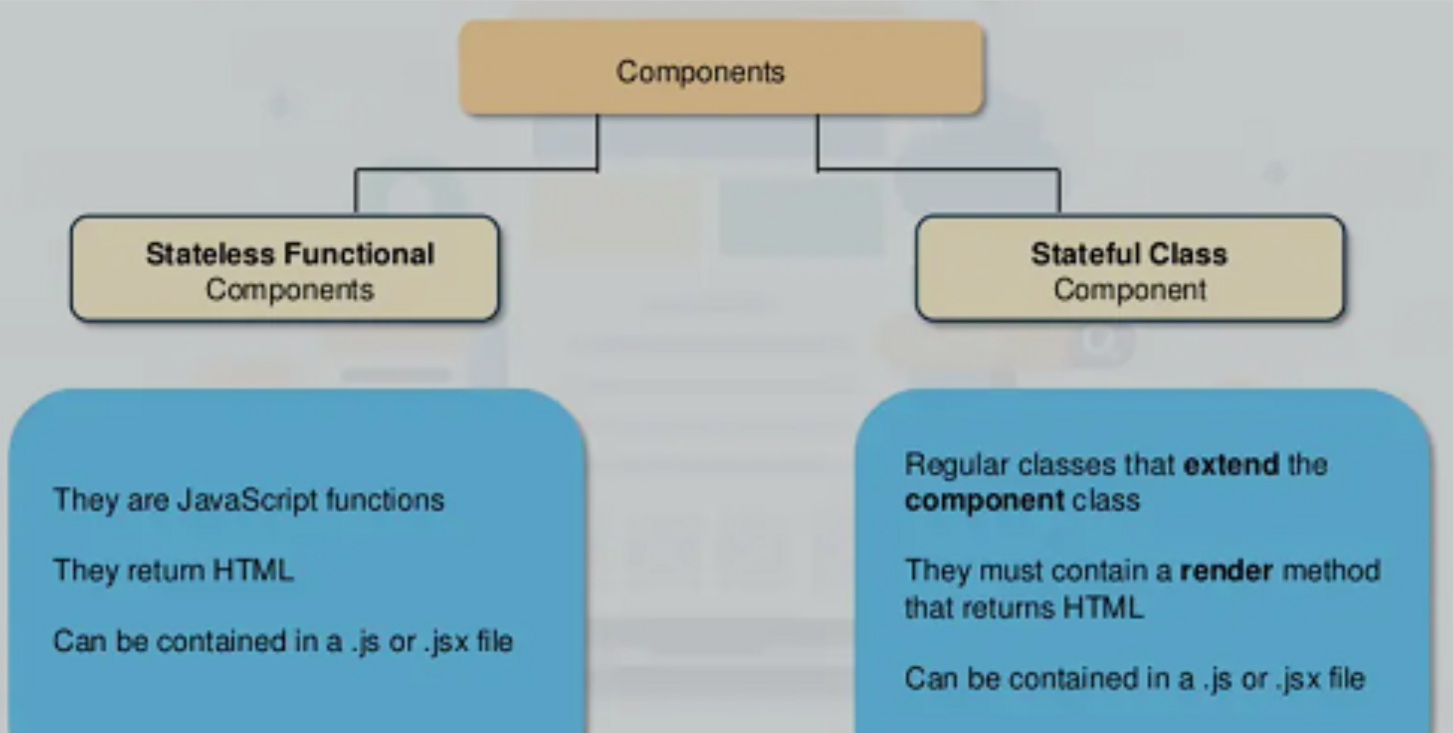 Components
Stateless Functional
Components
Stateful Class
Component
They are JavaScript functions
They return HTML
Can be contained in a .js or .jsx file
Regular classes that extend the
component class
They must contain a render method
that returns HTML
Can be contained in a .js or .jsx file